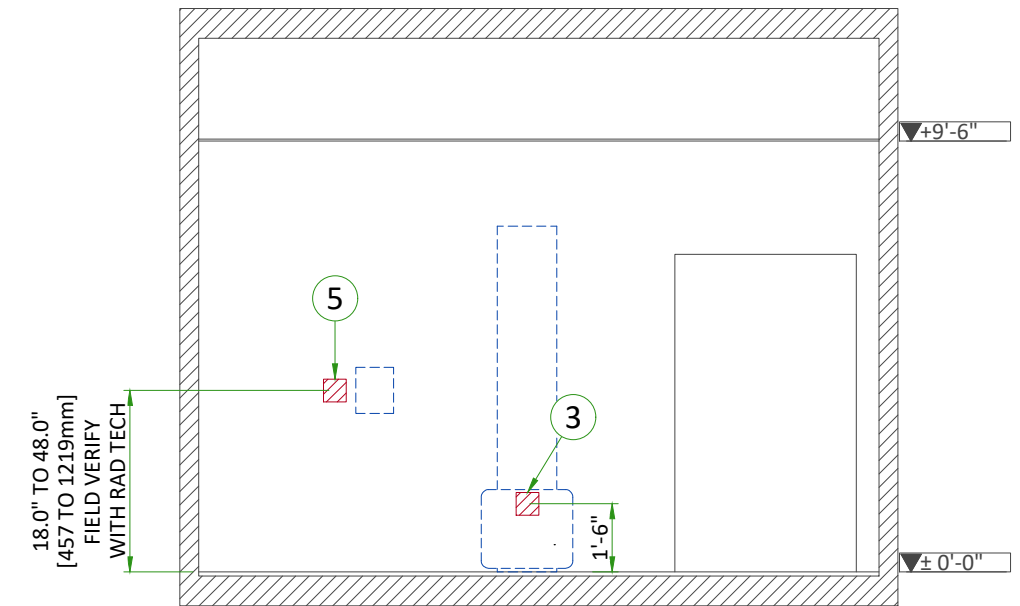 +9'-6"
5
3
18.0" TO 48.0"
[457 TO 1219mm]
FIELD VERIFY
WITH RAD TECH
1'-6"
± 0'-0"